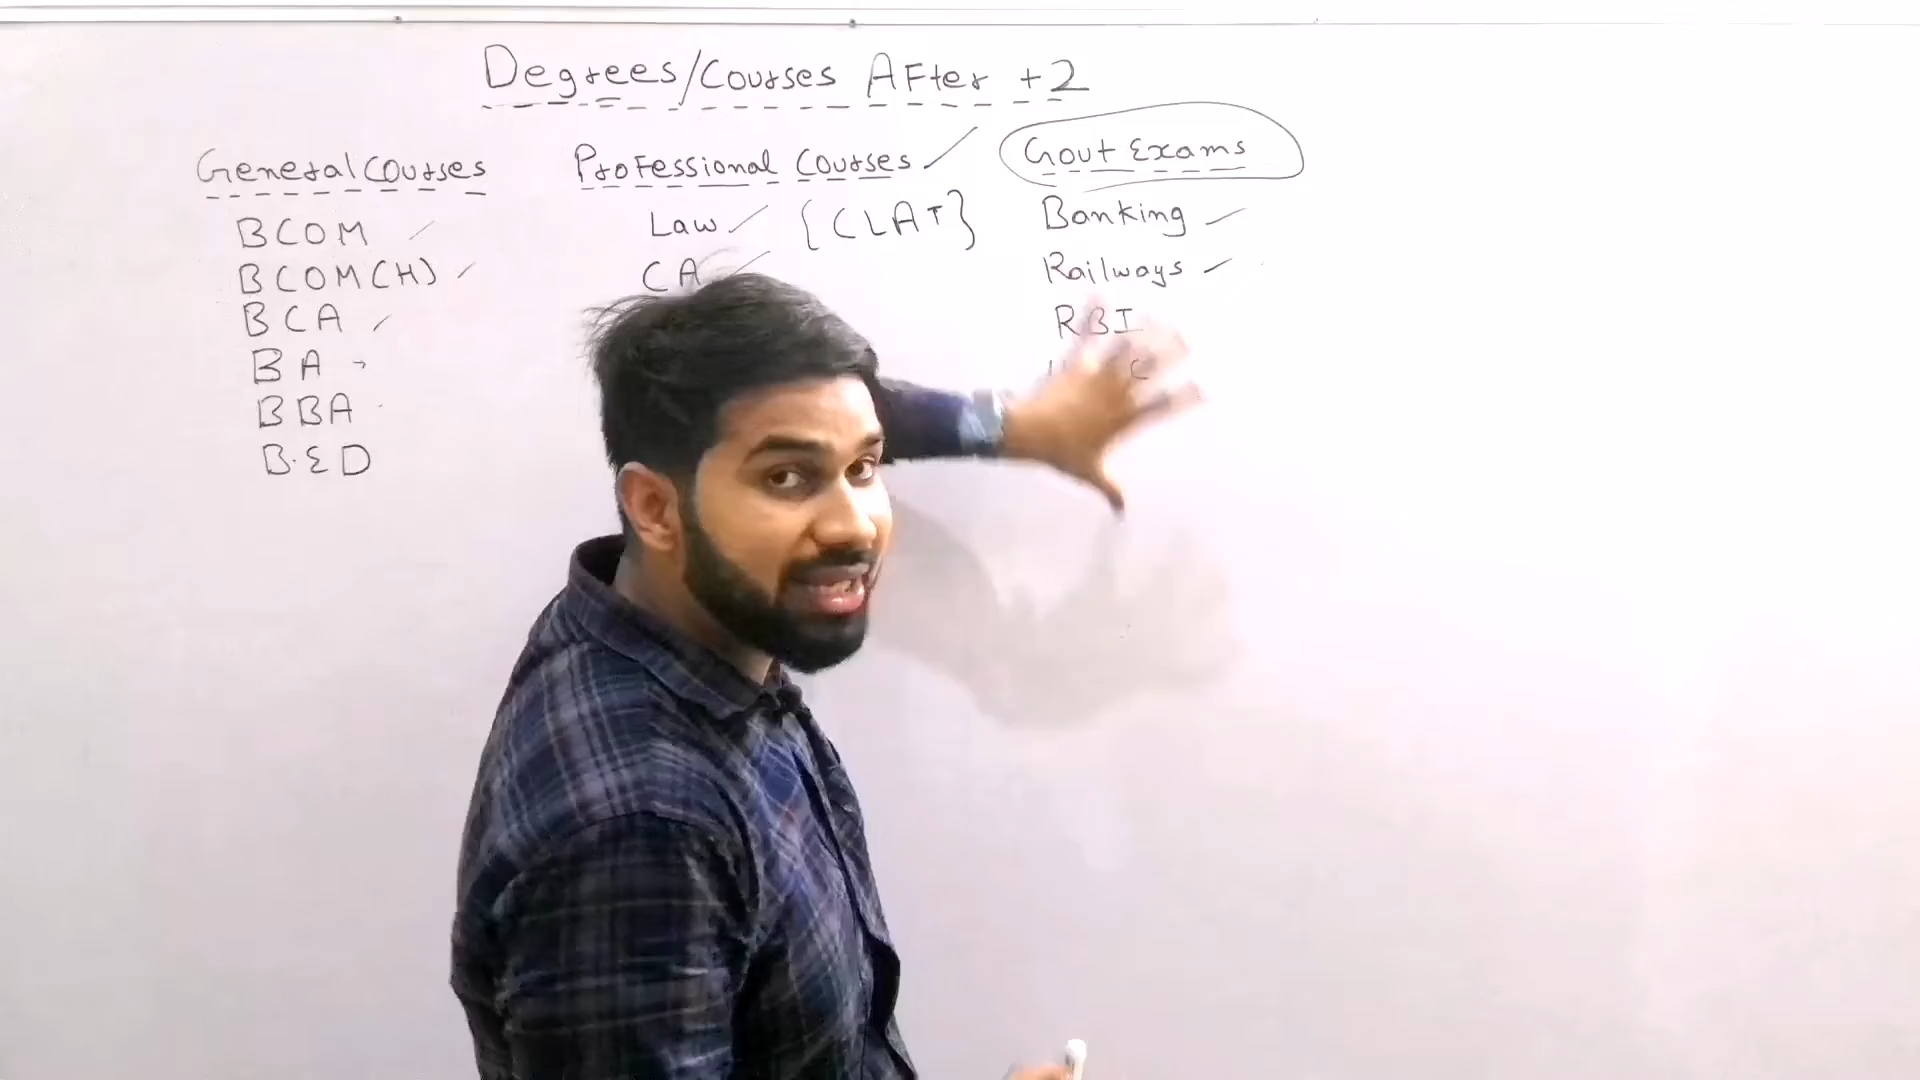 Degrees/Courses After +2
General Courses
BCOM
BCOM(H)
BCA
BA
BBA
B.ED
Professional Courses
Law {CLAT}
CA
Govt Exams
Banking
Railways
RBI